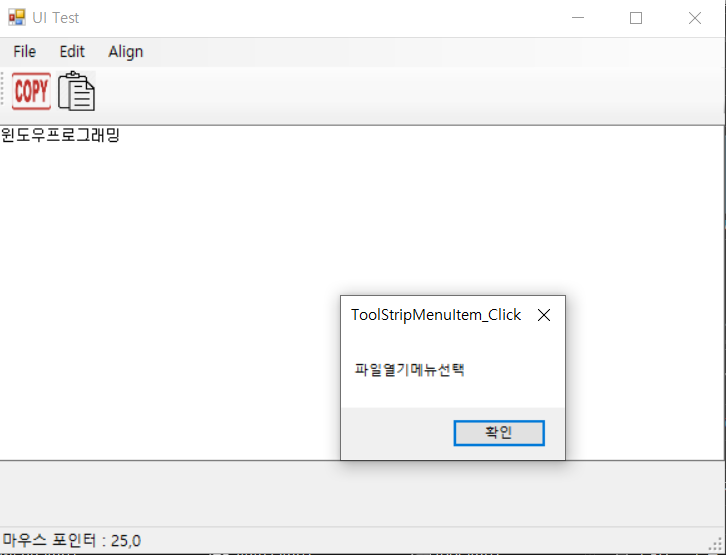 UI Test
File Edit Align
COPY
윈도우프로그래밍
ToolStripMenuItem_Click
파일열기메뉴선택
확인
마우스 포인터 : 25,0